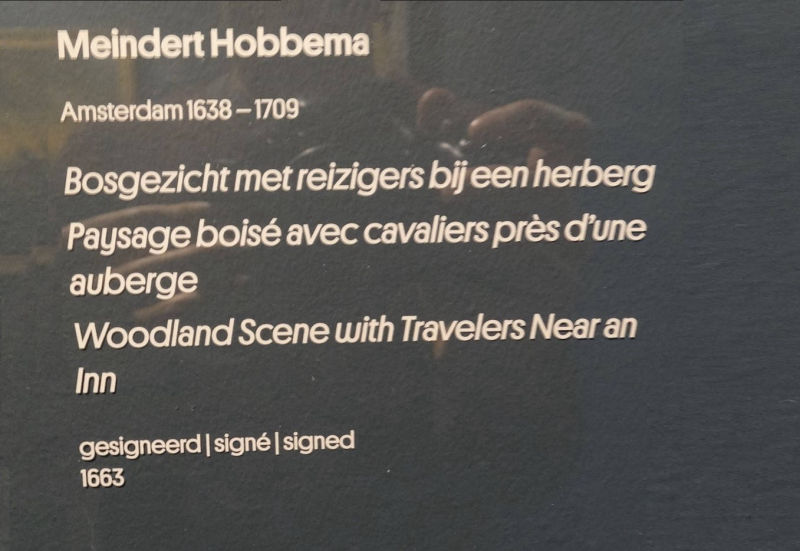 Meindert Hobbema
Amsterdam 1638 – 1709
Bosgezicht met reizigers bij een herberg
Paysage boisé avec cavaliers près d'une
auberge
Woodland Scene with Travelers Near an
Inn
gesigneerd | signé | signed
1663